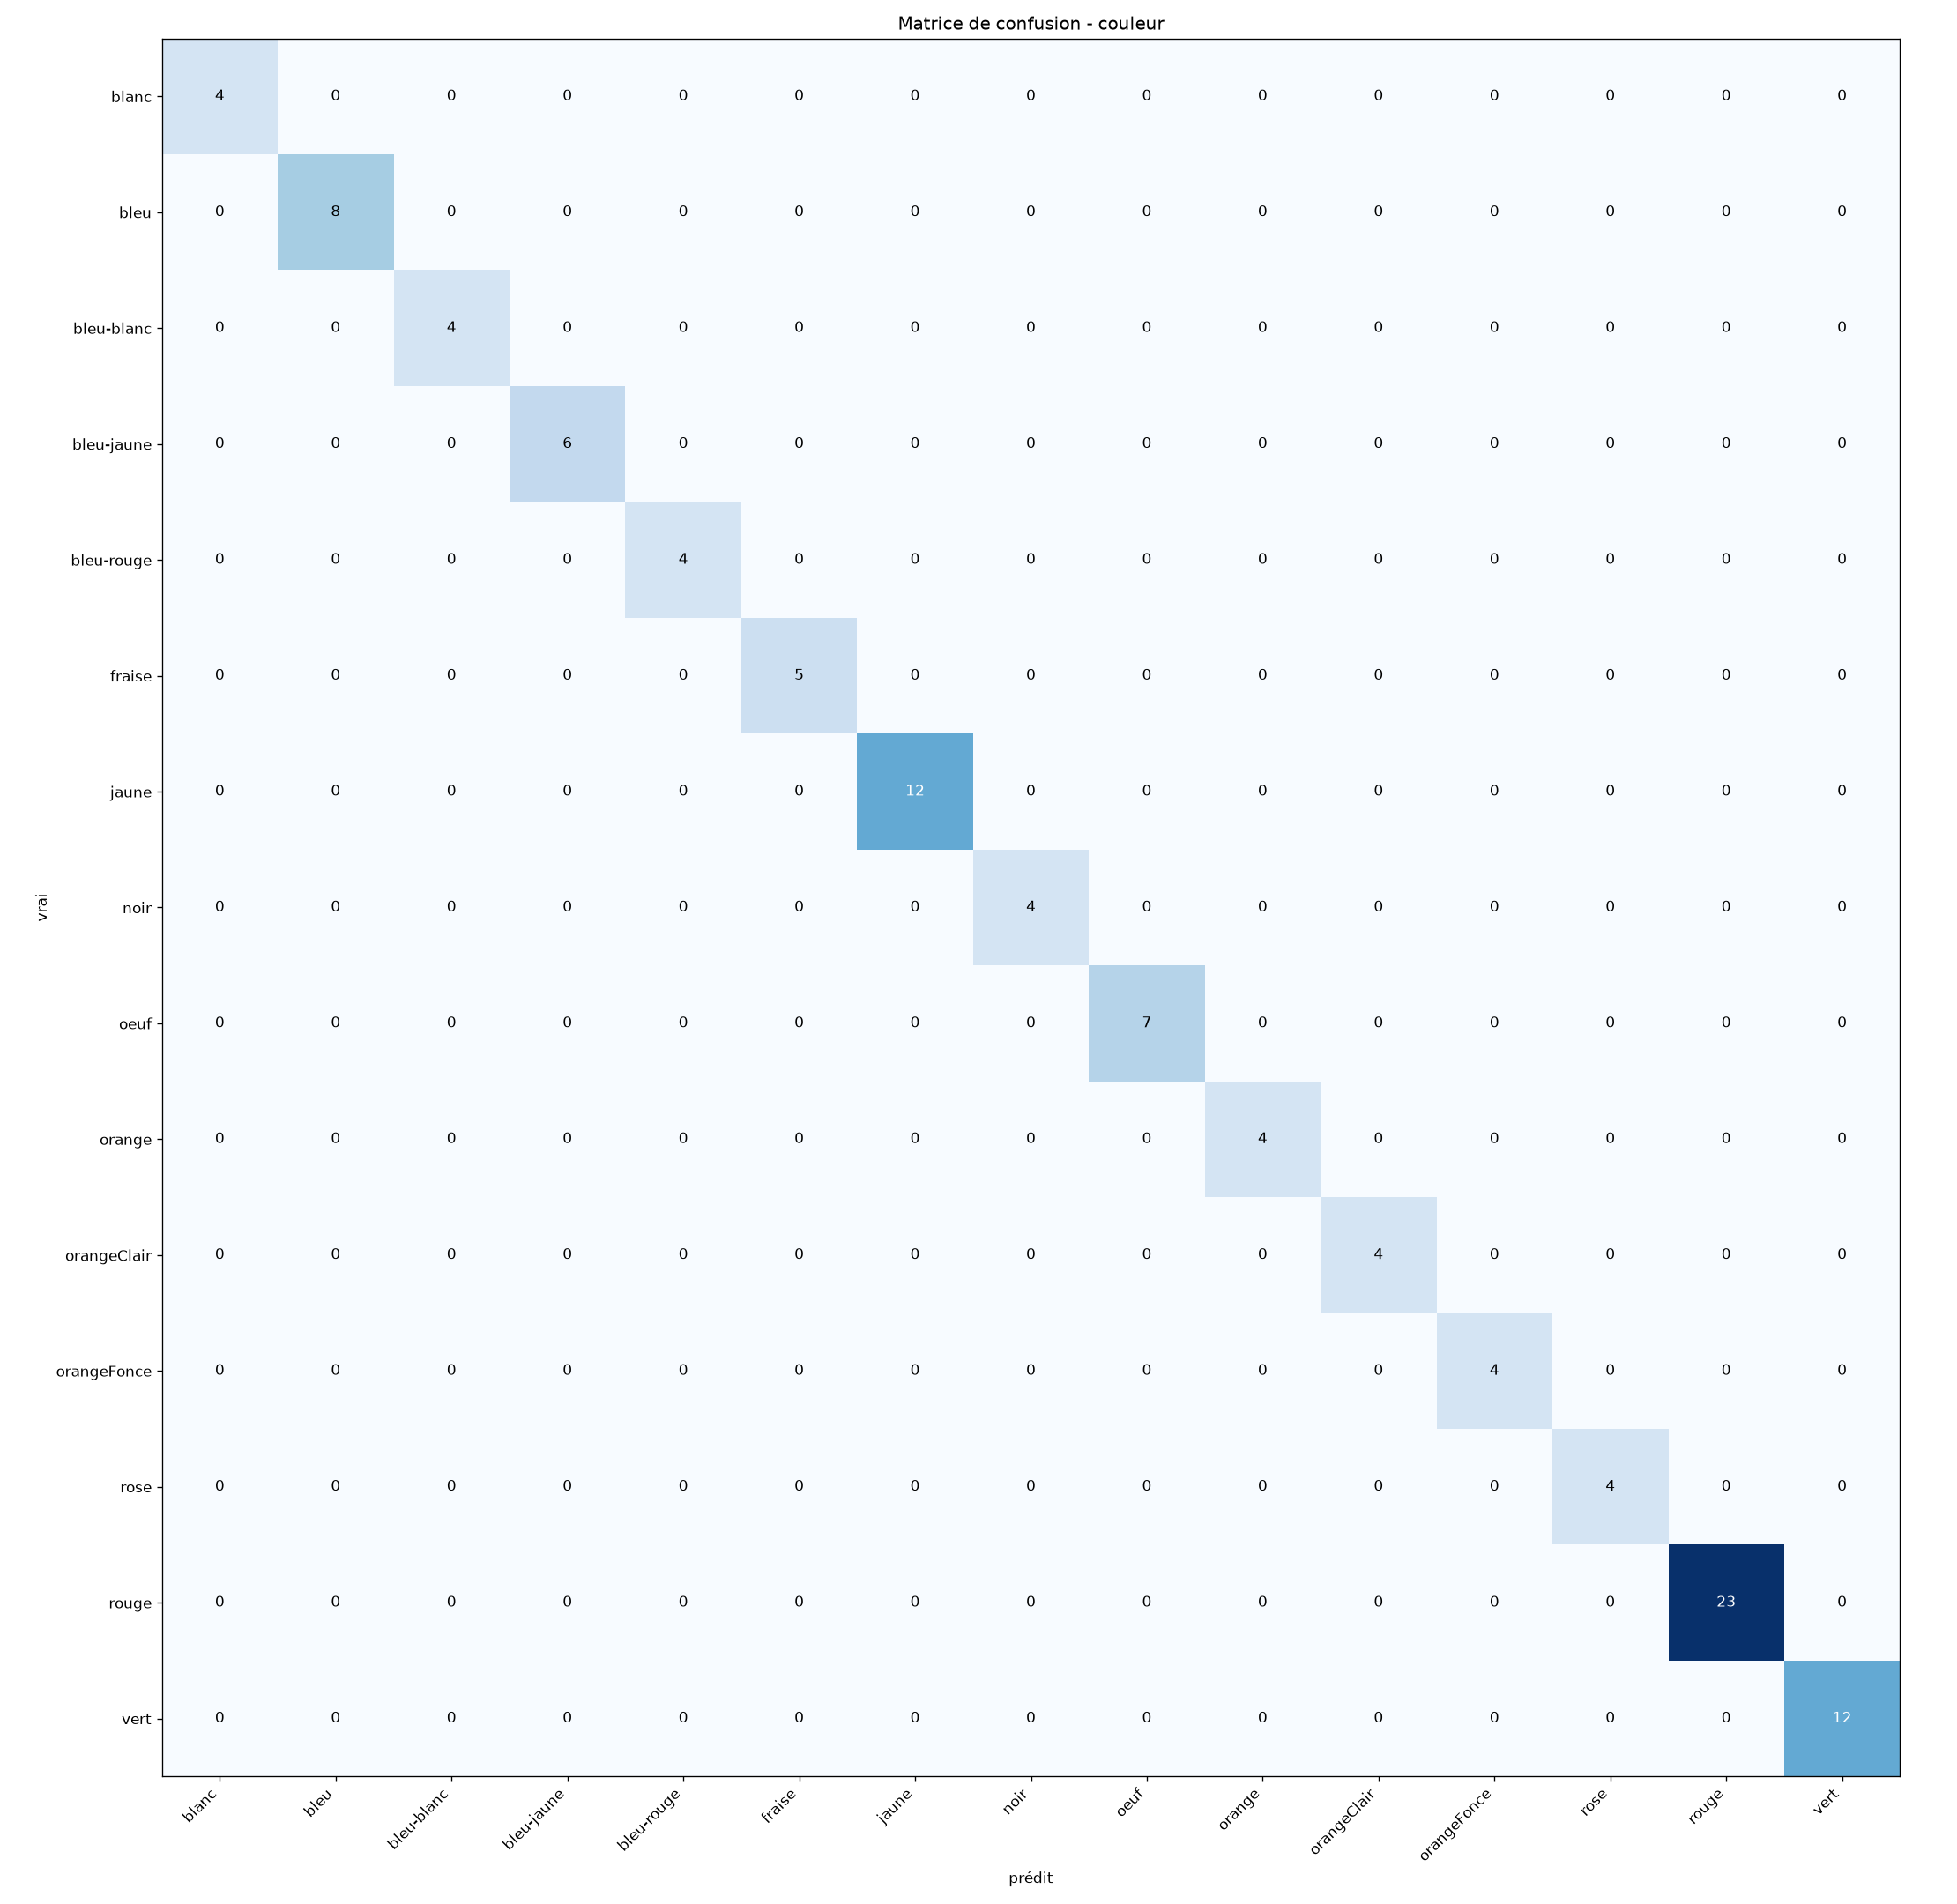 Matrice de confusion - couleur
blanc 4 0 0 0 0 0 0 0 0 0 0 0 0 0 0
bleu 0 8 0 0 0 0 0 0 0 0 0 0 0 0 0
bleu-blanc 0 0 4 0 0 0 0 0 0 0 0 0 0 0 0
bleu-jaune 0 0 0 6 0 0 0 0 0 0 0 0 0 0 0
bleu-rouge 0 0 0 0 4 0 0 0 0 0 0 0 0 0 0
fraise 0 0 0 0 0 5 0 0 0 0 0 0 0 0 0
jaune 0 0 0 0 0 0 12 0 0 0 0 0 0 0 0
vrai
noir 0 0 0 0 0 0 0 4 0 0 0 0 0 0 0
oeuf 0 0 0 0 0 0 0 0 7 0 0 0 0 0 0
orange 0 0 0 0 0 0 0 0 0 4 0 0 0 0 0
orangeClair 0 0 0 0 0 0 0 0 0 0 4 0 0 0 0
orangeFonce 0 0 0 0 0 0 0 0 0 0 0 4 0 0 0
rose 0 0 0 0 0 0 0 0 0 0 0 0 4 0 0
rouge 0 0 0 0 0 0 0 0 0 0 0 0 0 23 0
vert 0 0 0 0 0 0 0 0 0 0 0 0 0 0 12
blanc bleu bleu-blanc bleu-jaune bleu-rouge fraise jaune noir oeuf orange orangeClair orangeFonce rose rouge vert
prédit